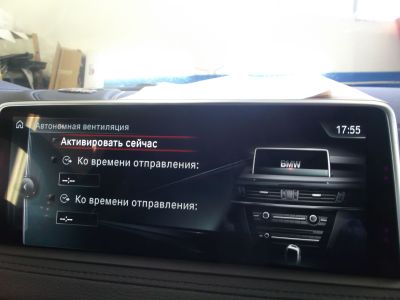 Автономная вентиляция
17:55
Активировать сейчас
Ко времени отправления:
--:--
Ко времени отправления:
--:--
BMW